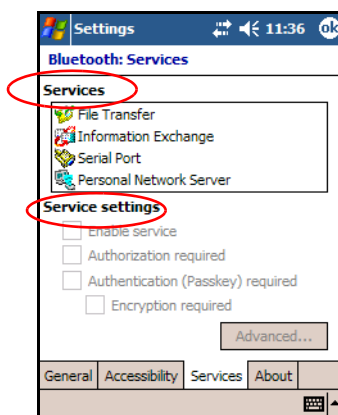 Settings 11:36 ok
Bluetooth: Services
Services
File Transfer
Information Exchange
Serial Port
Personal Network Server
Service settings
Enable service
Authorization required
Authentication (Passkey) required
Encryption required
Advanced...
General Accessibility Services About